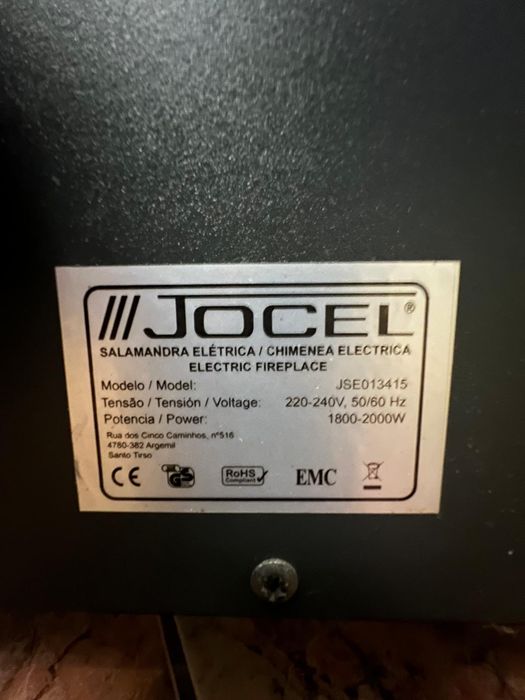 JOCEL®
SALAMANDRA ELÉTRICA / CHIMENEA ELECTRICA
ELECTRIC FIREPLACE
Modelo / Model: JSE013415
Tensão / Tensión / Voltage: 220-240V, 50/60 Hz
Potencia / Power: 1800-2000W
Rua dos Cinco Caminhos, nº516
4780-382 Argemil
Santo Tirso
CE GS RoHS Compliant EMC